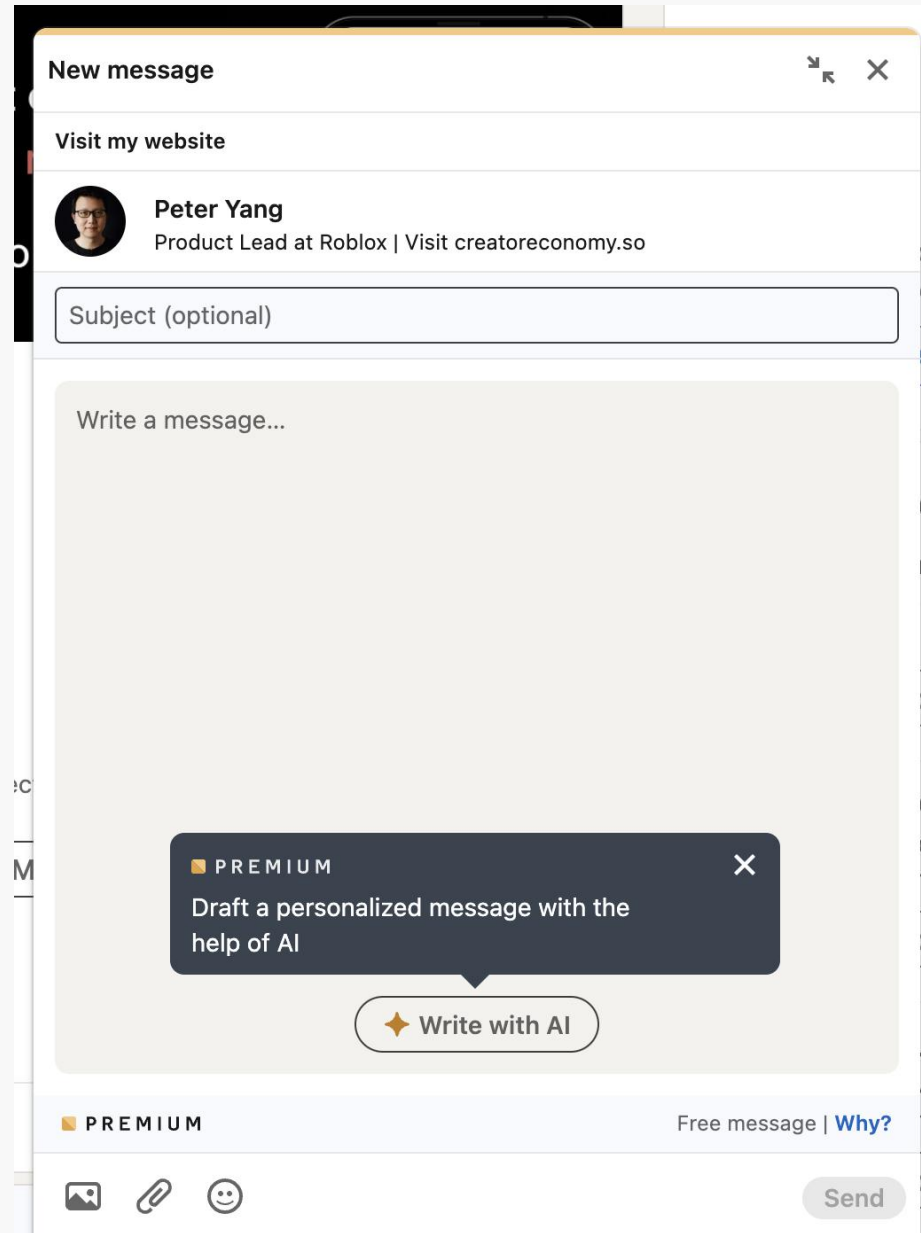 New message
Visit my website
Peter Yang
Product Lead at Roblox | Visit creatoreconomy.so
Subject (optional)
Write a message...
PREMIUM
Draft a personalized message with the
help of AI
Write with AI
PREMIUM
Free message | Why?
Send